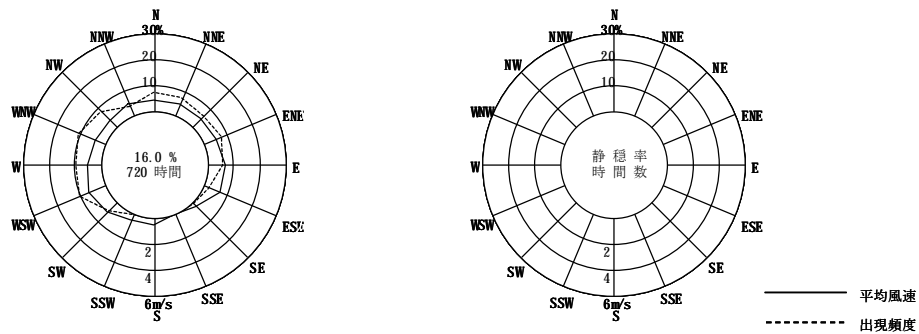 N
30%
NNW
NNE
20
NW
NE
10
WNW
ENE
16.0 %
720 時間
W
E
WSW
ESE
2
SW
SE
4
SSW
SSE
6m/s
S
N
30%
NNW
NNE
20
NW
NE
10
WNW
ENE
静 穏 率
時 間 数
W
E
WSW
ESE
2
SW
SE
4
SSW
SSE
6m/s
S
平均風速
出現頻度